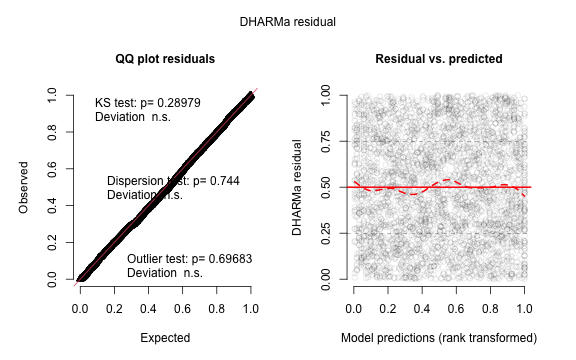 DHARMa residual
QQ plot residuals
Observed
0.0 0.2 0.4 0.6 0.8 1.0
KS test: p= 0.28979
Deviation n.s.
Dispersion test: p= 0.744
Deviation n.s.
Outlier test: p= 0.69683
Deviation n.s.
0.0 0.2 0.4 0.6 0.8 1.0
Expected
Residual vs. predicted
DHARMa residual
0.00 0.25 0.50 0.75 1.00
0.0 0.2 0.4 0.6 0.8 1.0
Model predictions (rank transformed)